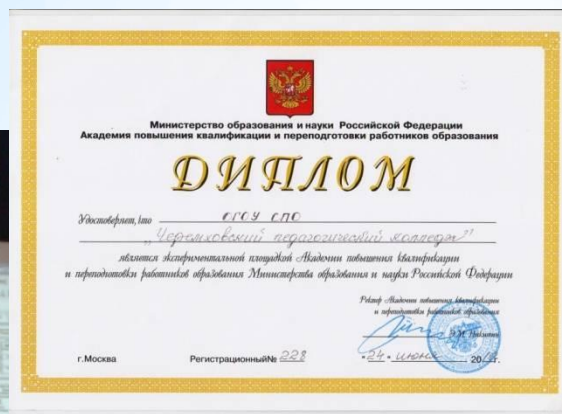 Министерство образования и науки Российской Федерации
Академия повышения квалификации и переподготовки работников образования
ДИПЛОМ
Удостоверяет, что ОГОУ СПО
"Черемховский педагогический колледж"
является экспериментальной площадкой Академии повышения квалификации
и переподготовки работников образования Министерства образования и науки Российской Федерации
Ректор Академии повышения квалификации
и переподготовки работников образования
г.Москва Регистрационный№ 228 "24" июня 20 г.